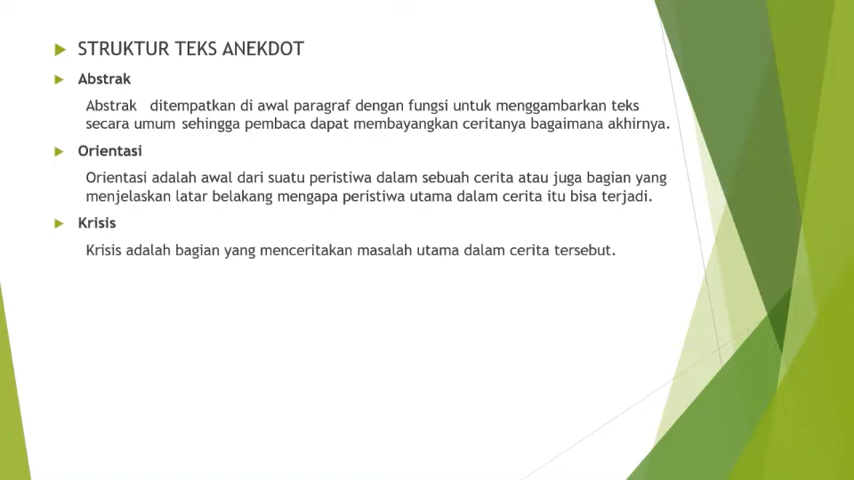 STRUKTUR TEKS ANEKDOT
Abstrak
Abstrak ditempatkan di awal paragraf dengan fungsi untuk menggambarkan teks
secara umum sehingga pembaca dapat membayangkan ceritanya bagaimana akhirnya.
Orientasi
Orientasi adalah awal dari suatu peristiwa dalam sebuah cerita atau juga bagian yang
menjelaskan latar belakang mengapa peristiwa utama dalam cerita itu bisa terjadi.
Krisis
Krisis adalah bagian yang menceritakan masalah utama dalam cerita tersebut.